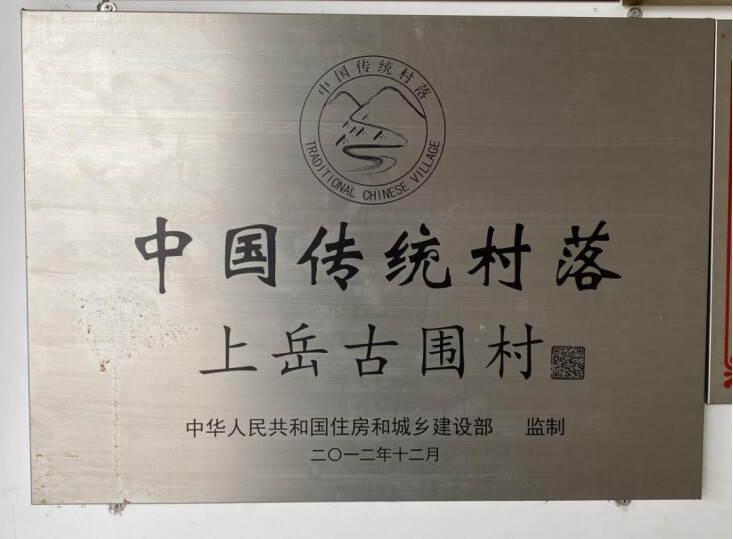 中国传统村落
TRADITIONAL CHINESE VILLAGE
中国传统村落
上岳古围村
中华人民共和国住房和城乡建设部 监制
二〇一二年十二月